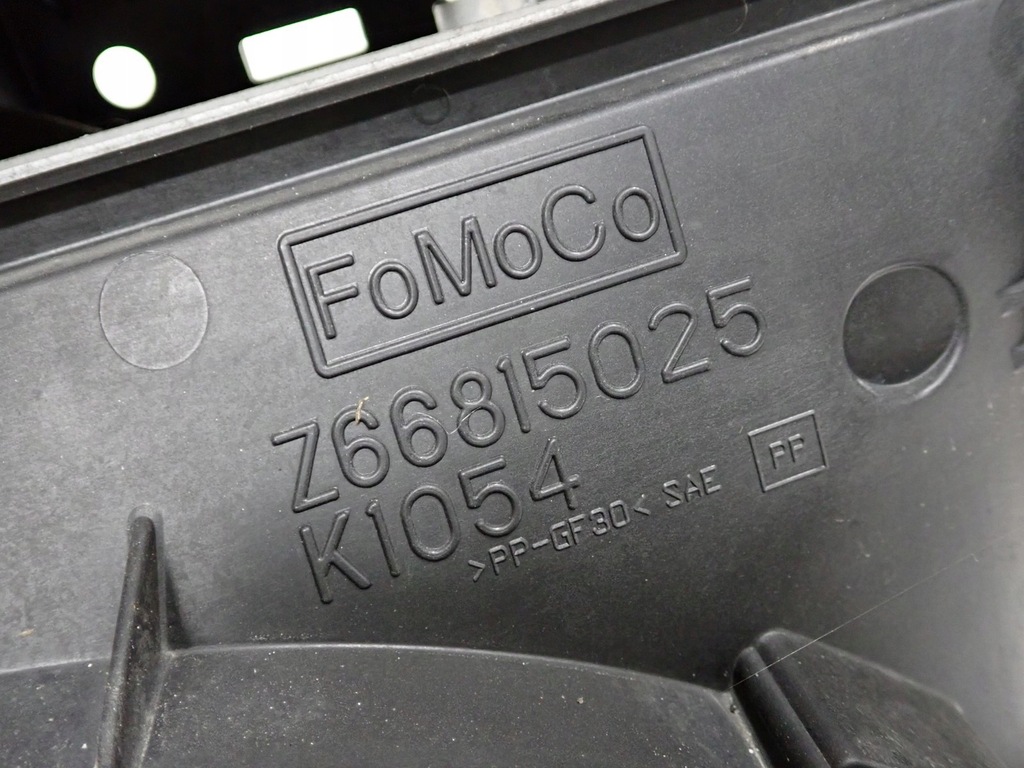 FoMoCo
Z66815025
K1054
>PP-GF30< SAE
PP